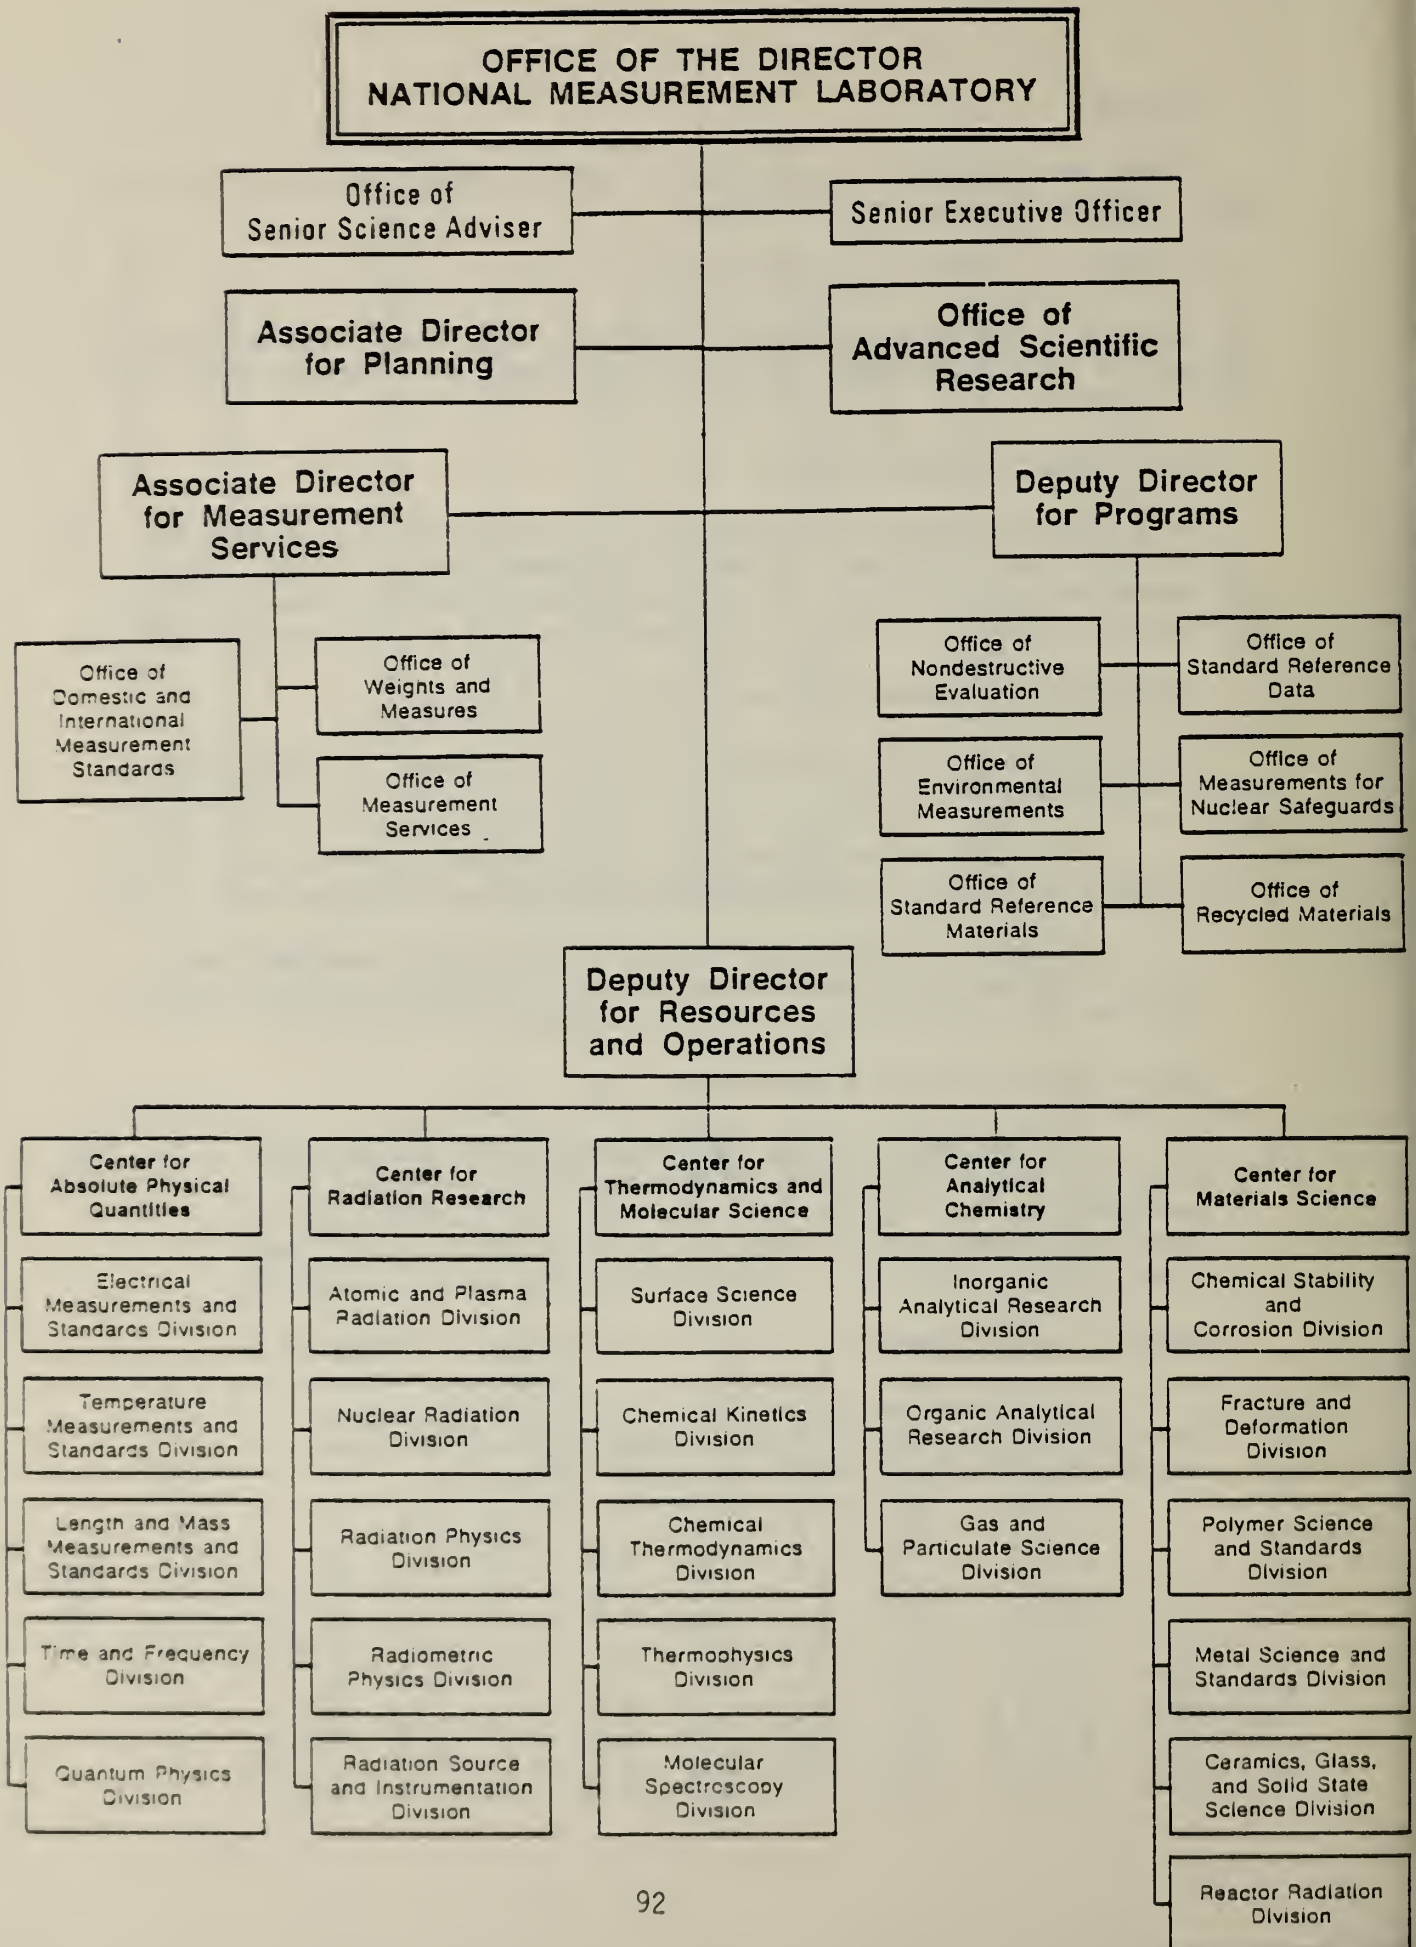 OFFICE OF THE DIRECTOR
NATIONAL MEASUREMENT LABORATORY
Office of
Senior Science Adviser
Senior Executive Officer
Associate Director
for Planning
Office of
Advanced Scientific
Research
Associate Director
for Measurement
Services
Deputy Director
for Programs
Office of
Domestic and
International
Measurement
Standards
Office of
Weights and
Measures
Office of
Measurement
Services
Office of
Nondestructive
Evaluation
Office of
Standard Reference
Data
Office of
Environmental
Measurements
Office of
Measurements for
Nuclear Safeguards
Office of
Standard Reference
Materials
Office of
Recycled Materials
Deputy Director
for Resources
and Operations
Center for
Absolute Physical
Quantities
Electrical
Measurements and
Standards Division
Temperature
Measurements and
Standards Division
Length and Mass
Measurements and
Standards Division
Time and Frequency
Division
Quantum Physics
Division
Center for
Radiation Research
Atomic and Plasma
Radiation Division
Nuclear Radiation
Division
Radiation Physics
Division
Radiometric
Physics Division
Radiation Source
and Instrumentation
Division
Center for
Thermodynamics and
Molecular Science
Surface Science
Division
Chemical Kinetics
Division
Chemical
Thermodynamics
Division
Thermophysics
Division
Molecular
Spectroscopy
Division
Center for
Analytical
Chemistry
Inorganic
Analytical Research
Division
Organic Analytical
Research Division
Gas and
Particulate Science
Division
Center for
Materials Science
Chemical Stability
and
Corrosion Division
Fracture and
Deformation
Division
Polymer Science
and Standards
Division
Metal Science and
Standards Division
Ceramics, Glass,
and Solid State
Science Division
Reactor Radiation
Division
92